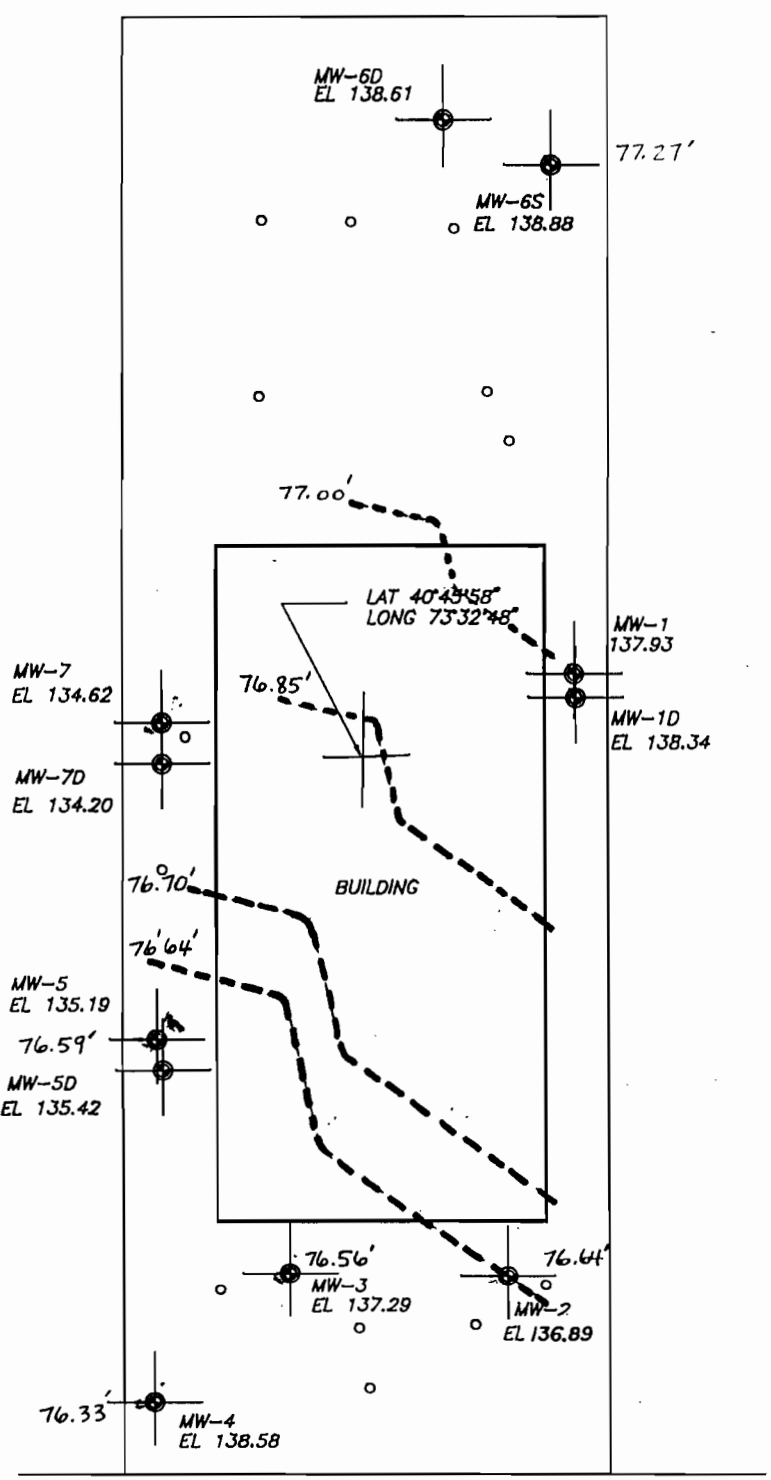 MW-6D
EL 138.61
77.27'
MW-6S
EL 138.88
77.00'
LAT 40°45'58"
LONG 73°32'48"
MW-1
137.93
MW-7
EL 134.62
76.85'
MW-1D
EL 138.34
MW-7D
EL 134.20
76.70'
BUILDING
76'64'
MW-5
EL 135.19
76.59'
MW-5D
EL 135.42
76.56'
76.64'
MW-3
EL 137.29
MW-2
EL 136.89
76.33'
MW-4
EL 138.58